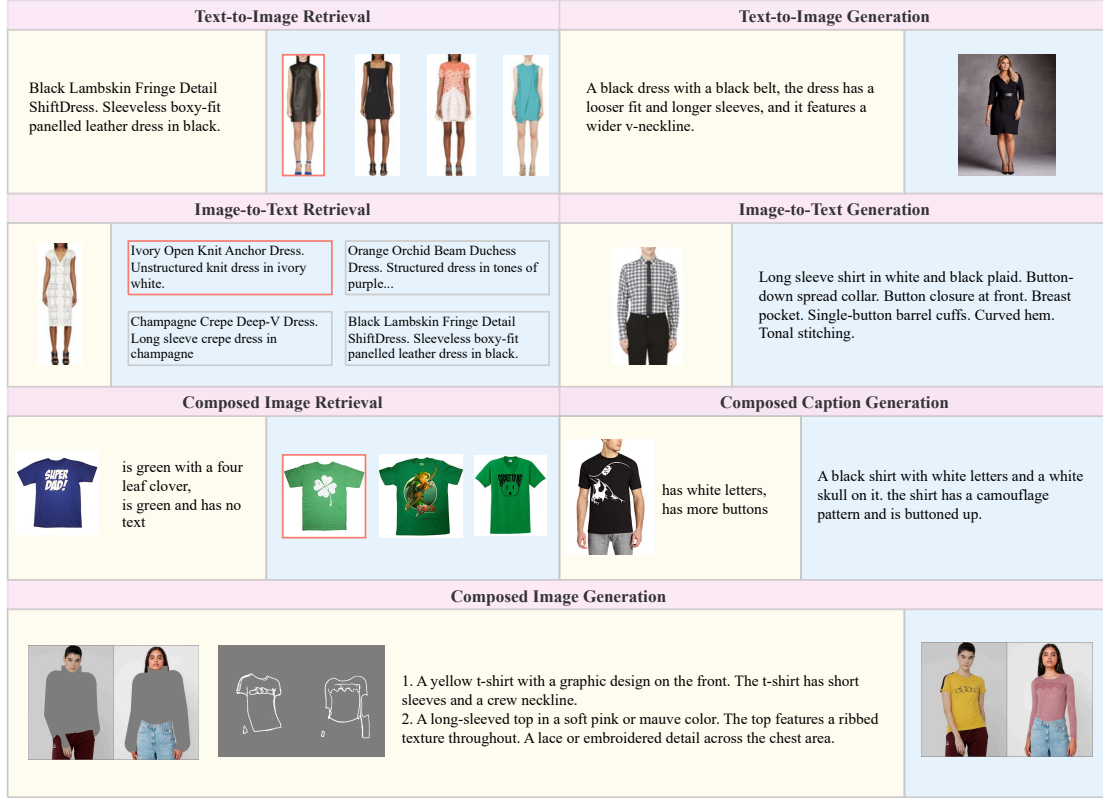 Text-to-Image Retrieval
Text-to-Image Generation
Black Lambskin Fringe Detail
ShiftDress. Sleeveless boxy-fit
panelled leather dress in black.
A black dress with a black belt, the dress has a
looser fit and longer sleeves, and it features a
wider v-neckline.
Image-to-Text Retrieval
Image-to-Text Generation
Ivory Open Knit Anchor Dress.
Unstructured knit dress in ivory
white.
Orange Orchid Beam Duchess
Dress. Structured dress in tones of
purple...
Champagne Crepe Deep-V Dress.
Long sleeve crepe dress in
champagne
Black Lambskin Fringe Detail
ShiftDress. Sleeveless boxy-fit
panelled leather dress in black.
Long sleeve shirt in white and black plaid. Button-
down spread collar. Button closure at front. Breast
pocket. Single-button barrel cuffs. Curved hem.
Tonal stitching.
Composed Image Retrieval
Composed Caption Generation
SUPER
DAD!
is green with a four
leaf clover,
is green and has no
text
has white letters,
has more buttons
A black shirt with white letters and a white
skull on it. the shirt has a camouflage
pattern and is buttoned up.
Composed Image Generation
1. A yellow t-shirt with a graphic design on the front. The t-shirt has short
sleeves and a crew neckline.
2. A long-sleeved top in a soft pink or mauve color. The top features a ribbed
texture throughout. A lace or embroidered detail across the chest area.